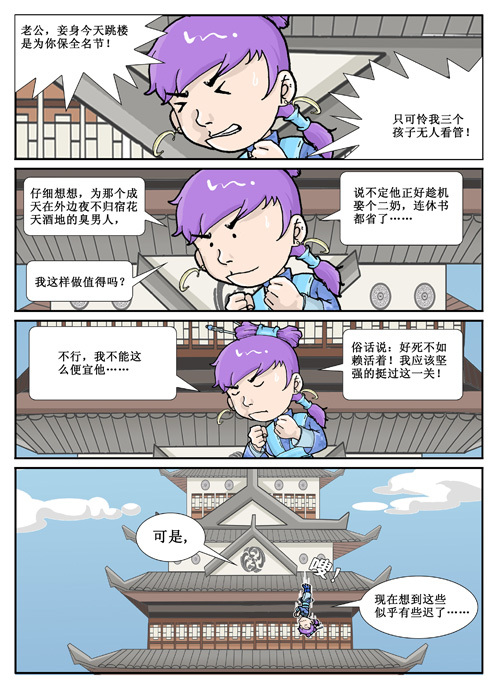 老公，妾身今天跳楼
是为你保全名节！
只可怜我三个
孩子无人看管！
仔细想想，为那个成
天在外边夜不归宿花
天酒地的臭男人，
说不定他正好趁机
娶个二奶，连休书
都省了……
我这样做值得吗？
不行，我不能这
么便宜他……
俗话说：好死不如
赖活着！我应该坚
强的挺过这一关！
可是，
嗖！
现在想到这些
似乎有些迟了……